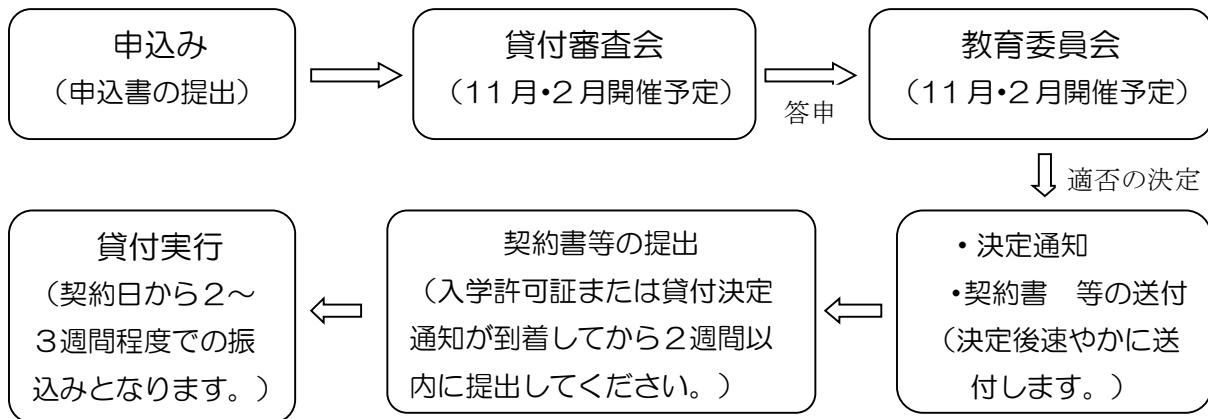 申込み
（申込書の提出）
貸付審査会
（１１月・２月開催予定）
答申
教育委員会
（１１月・２月開催予定）
適否の決定
・決定通知
・契約書　等の送付
（決定後速やかに送
付します。）
契約書等の提出
（入学許可証または貸付決定
通知が到着してから２週間以
内に提出してください。）
貸付実行
（契約日から２～
３週間程度での振
込みとなります。）